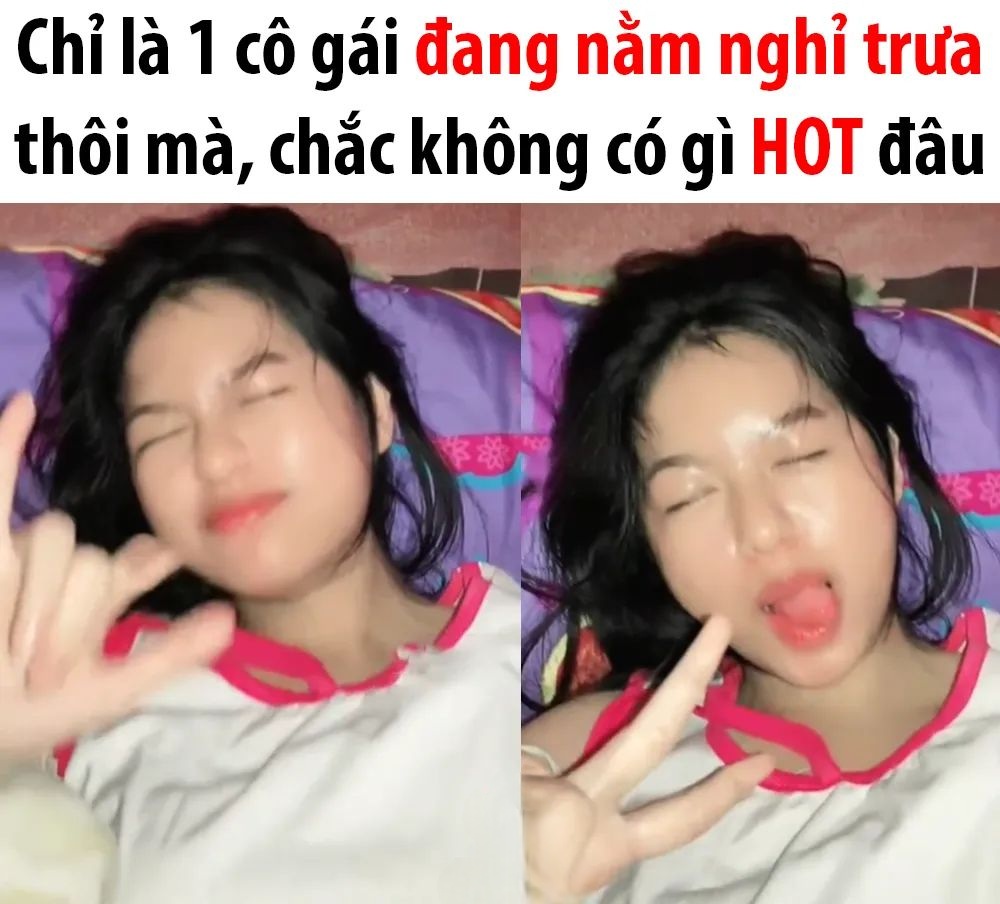 Chỉ là 1 cô gái đang nằm nghỉ trưa
thôi mà, chắc không có gì HOT đâu